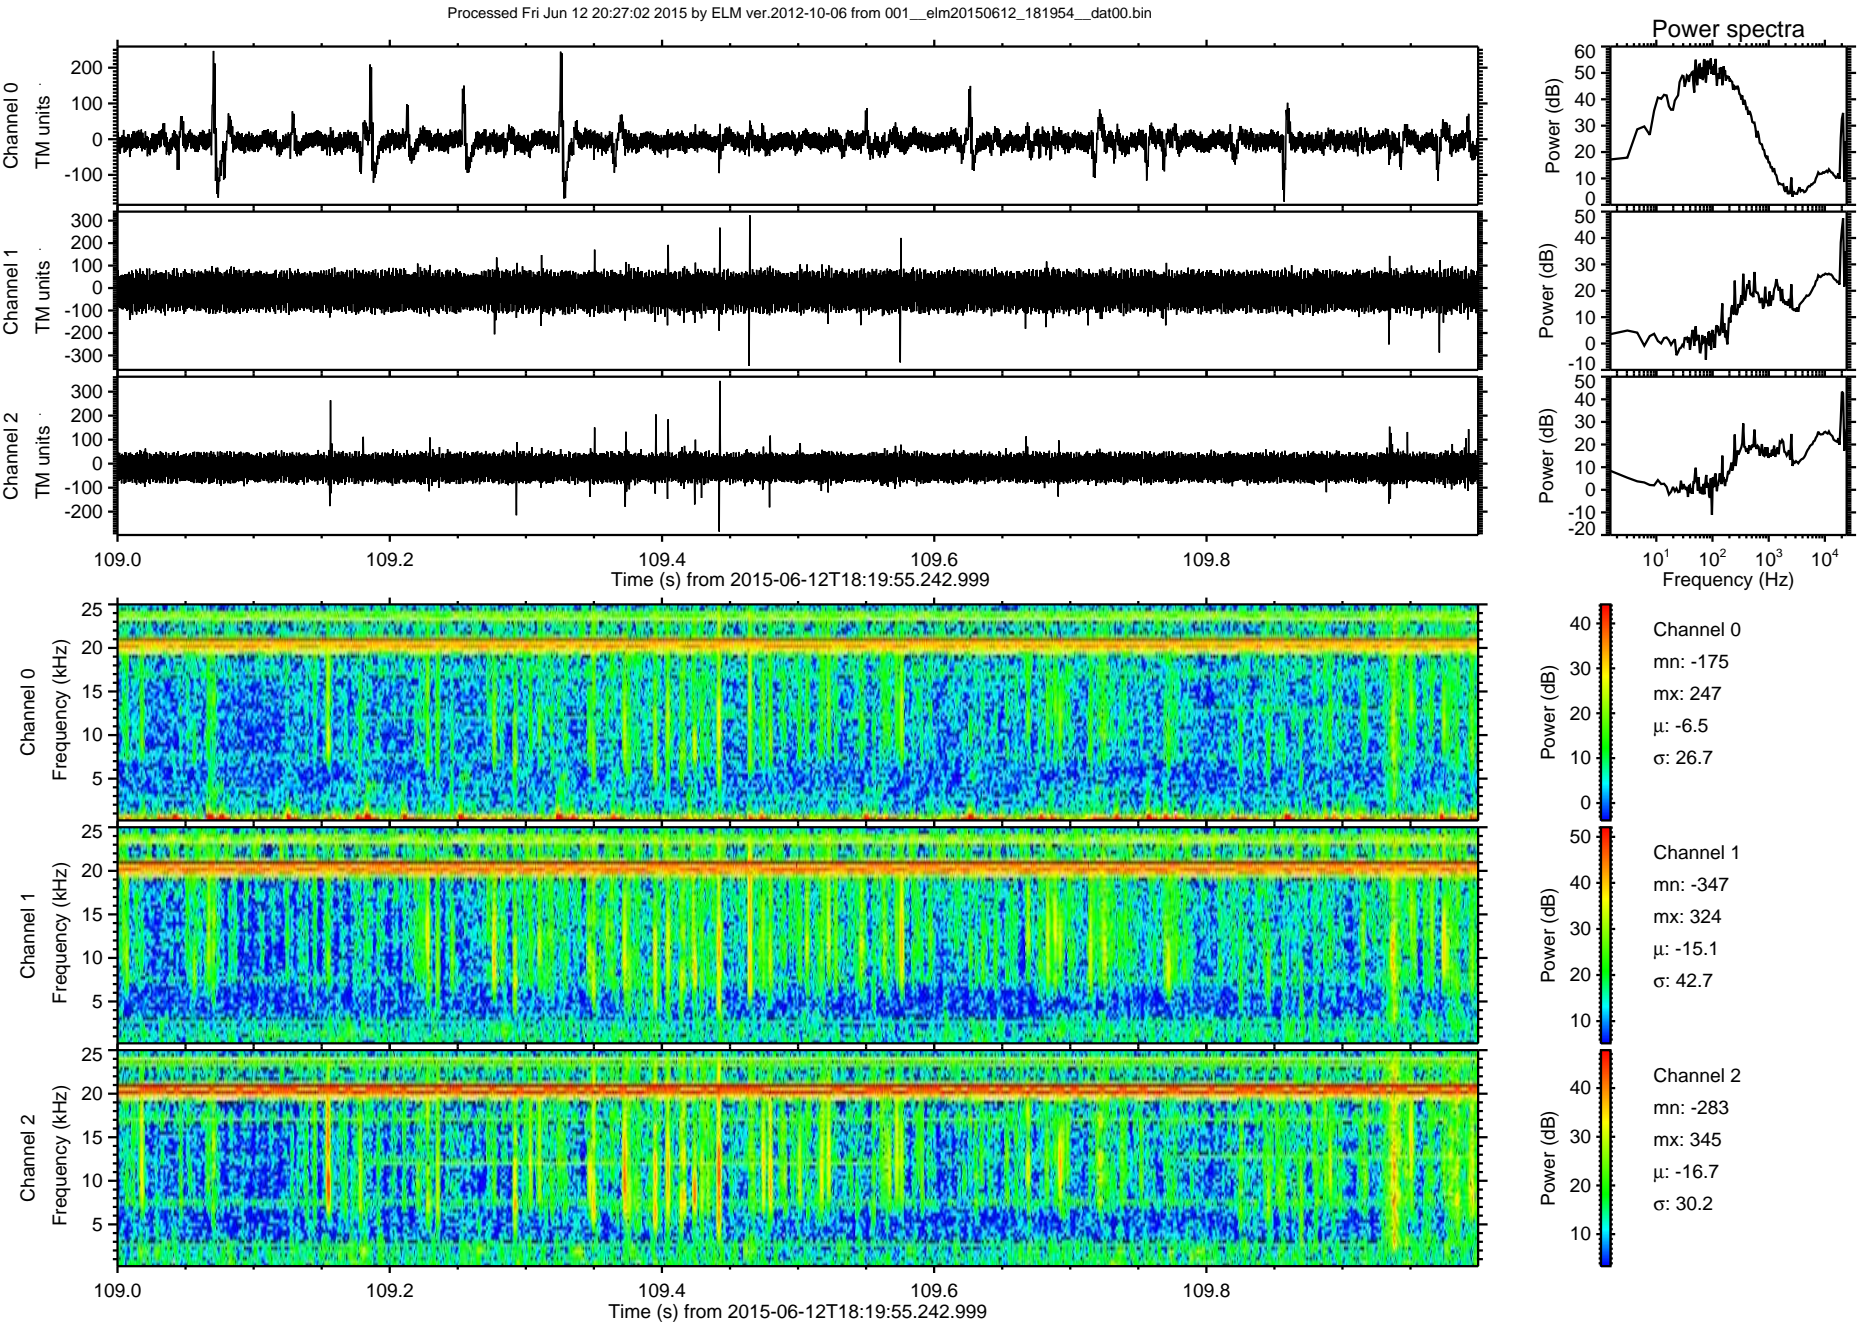 Processed Fri Jun 12 20:27:02 2015 by ELM ver.2012-10-06 from 001__elm20150612_181954__dat00.bin
Power spectra
Channel 0
TM units
200
100
0
-100
Power (dB)
60
50
40
30
20
10
0
Channel 1
TM units
300
200
100
0
-100
-200
-300
Power (dB)
50
40
30
20
10
0
-10
Channel 2
TM units
300
200
100
0
-100
-200
Power (dB)
50
40
30
20
10
0
-10
-20
109.0
109.2
109.4
109.6
109.8
Time (s) from 2015-06-12T18:19:55.242.999
10¹
10²
10³
10⁴
Frequency (Hz)
Channel 0
Frequency (kHz)
25
20
15
10
5
Power (dB)
40
30
20
10
0
Channel 0
mn: -175
mx: 247
μ: -6.5
σ: 26.7
Channel 1
Frequency (kHz)
25
20
15
10
5
Power (dB)
50
40
30
20
10
Channel 1
mn: -347
mx: 324
μ: -15.1
σ: 42.7
Channel 2
Frequency (kHz)
25
20
15
10
5
Power (dB)
40
30
20
10
Channel 2
mn: -283
mx: 345
μ: -16.7
σ: 30.2
109.0
109.2
109.4
109.6
109.8
Time (s) from 2015-06-12T18:19:55.242.999